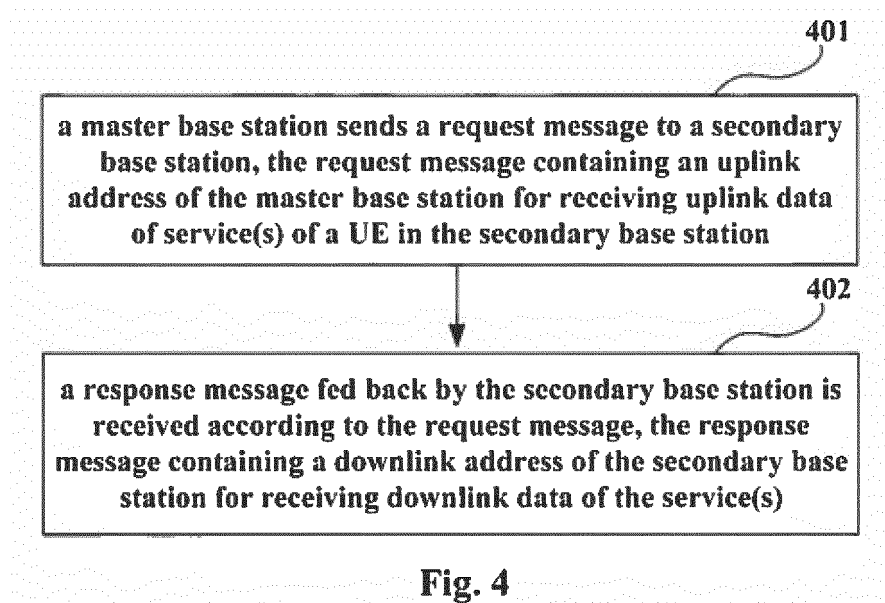 401
a master base station sends a request message to a secondary
base station, the request message containing an uplink
address of the master base station for receiving uplink data
of service(s) of a UE in the secondary base station
402
a response message fed back by the secondary base station is
received according to the request message, the response
message containing a downlink address of the secondary base
station for receiving downlink data of the service(s)
Fig. 4